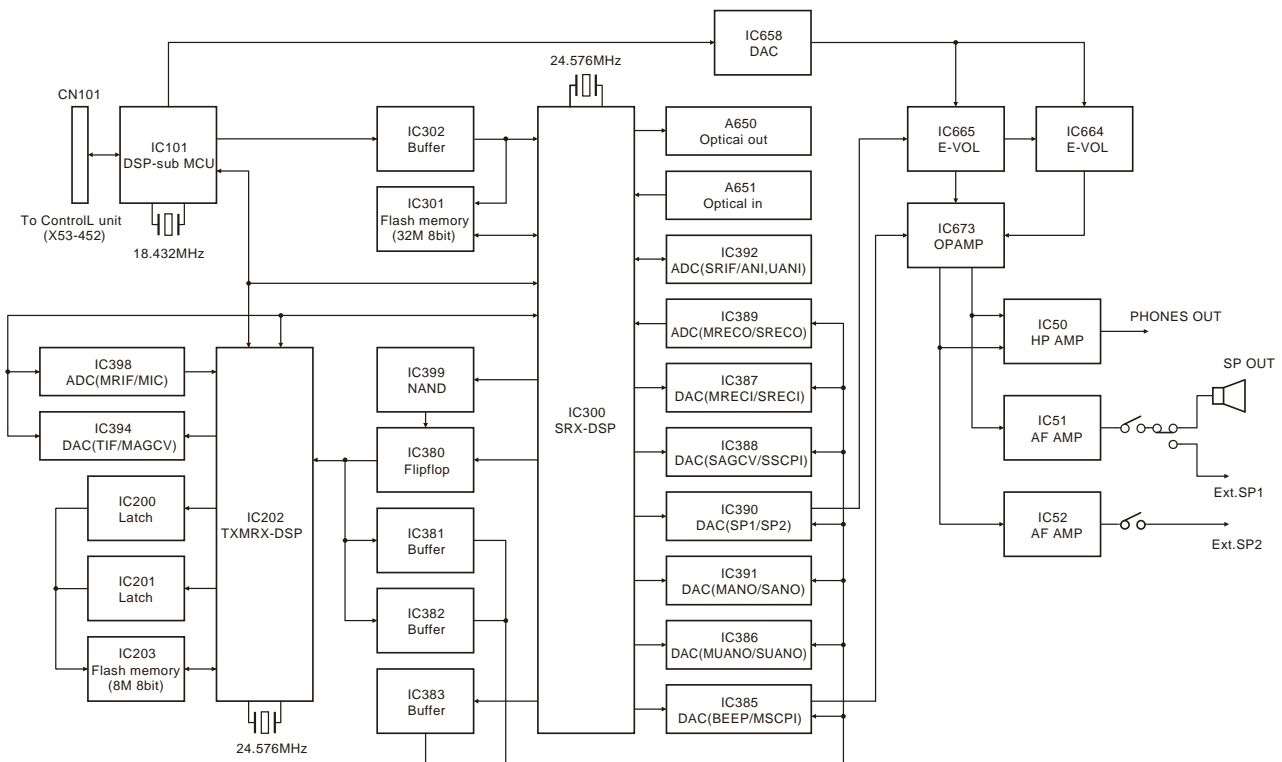 IC658
DAC
24.576MHz
CN101
IC101
DSP-sub MCU
To ControlL unit
(X53-452)
18.432MHz
IC302
Buffer
IC301
Flash memory
(32M 8bit)
A650
Opticai out
A651
Optical in
IC392
ADC(SRIF/ANI,UANI)
IC389
ADC(MRECO/SRECO)
IC387
DAC(MRECI/SRECI)
IC388
DAC(SAGCV/SSCPI)
IC390
DAC(SP1/SP2)
IC391
DAC(MANO/SANO)
IC386
DAC(MUANO/SUANO)
IC385
DAC(BEEP/MSCPI)
IC300
SRX-DSP
IC665
E-VOL
IC664
E-VOL
IC673
OPAMP
IC50
HP AMP
PHONES OUT
SP OUT
IC51
AF AMP
Ext.SP1
IC52
AF AMP
Ext.SP2
IC398
ADC(MRIF/MIC)
IC394
DAC(TIF/MAGCV)
IC200
Latch
IC201
Latch
IC203
Flash memory
(8M 8bit)
IC202
TXMRX-DSP
24.576MHz
IC399
NAND
IC380
Flipflop
IC381
Buffer
IC382
Buffer
IC383
Buffer